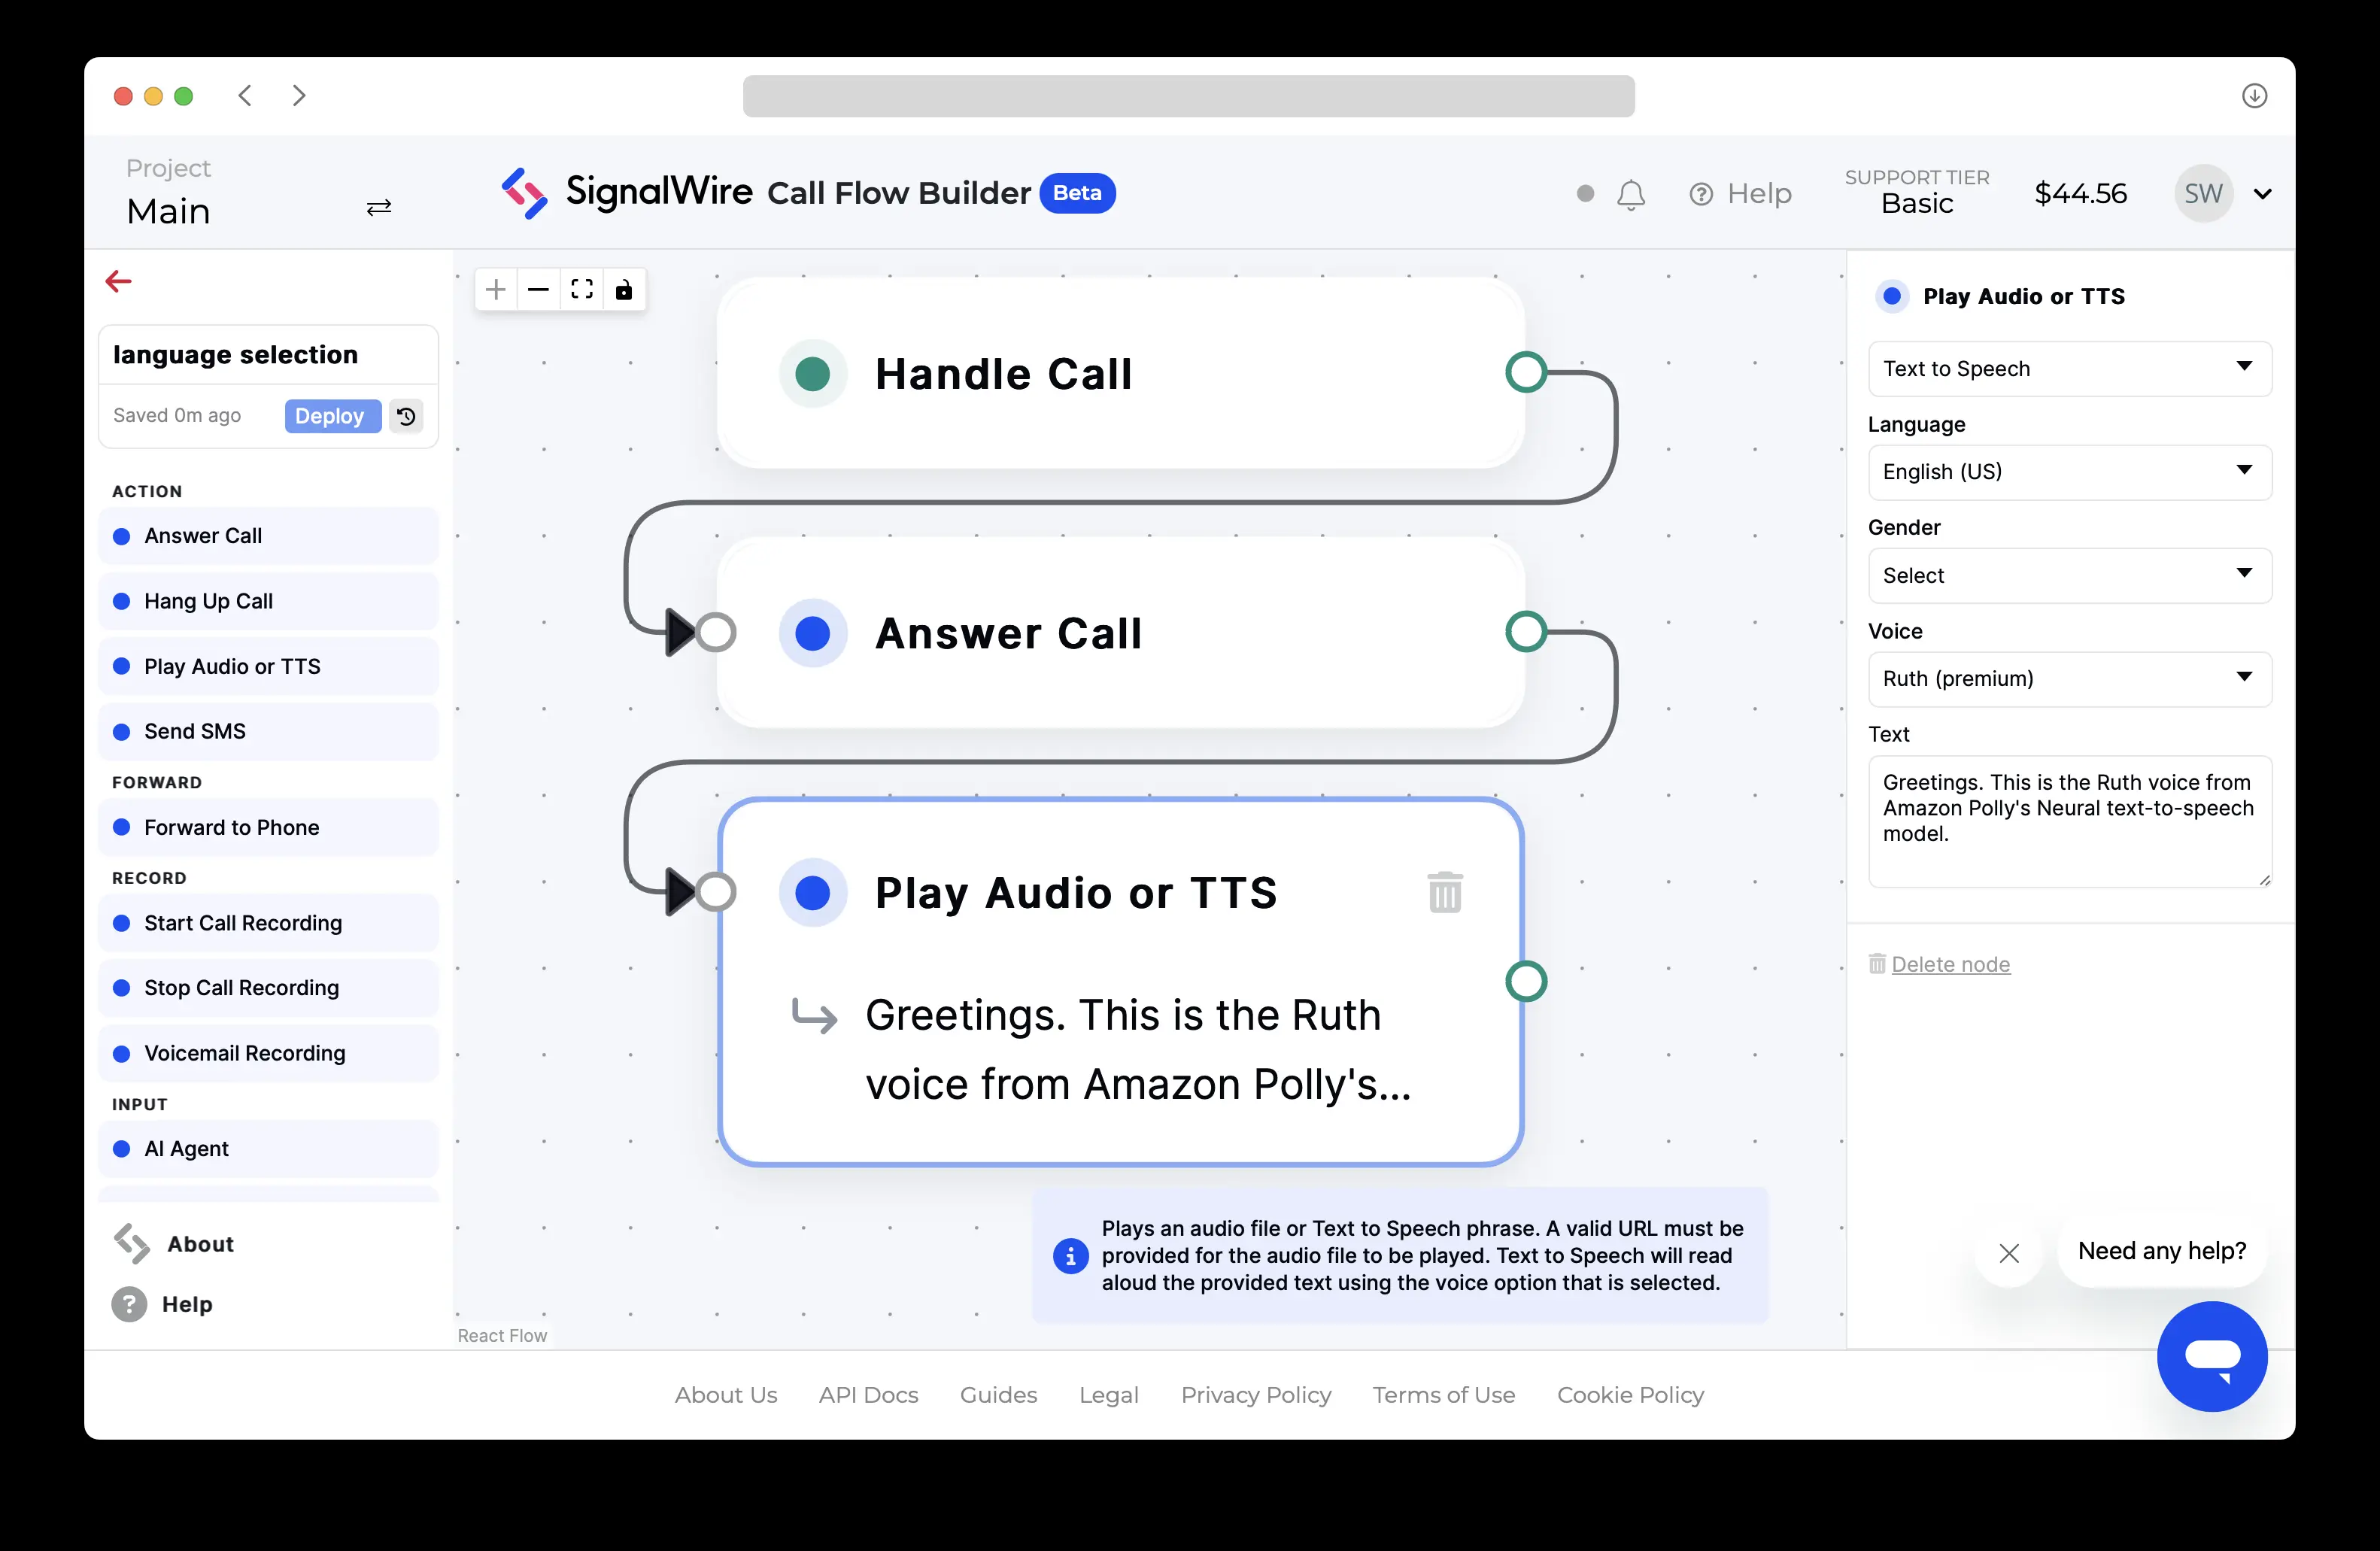 Project
Main
SignalWire Call Flow Builder Beta
Help
SUPPORT TIER
Basic
$44.56
SW
language selection
Saved 0m ago
Deploy
ACTION
Answer Call
Hang Up Call
Play Audio or TTS
Send SMS
FORWARD
Forward to Phone
RECORD
Start Call Recording
Stop Call Recording
Voicemail Recording
INPUT
AI Agent
About
Help
Handle Call
Answer Call
Play Audio or TTS
Greetings. This is the Ruth
voice from Amazon Polly's...
Plays an audio file or Text to Speech phrase. A valid URL must be
provided for the audio file to be played. Text to Speech will read
aloud the provided text using the voice option that is selected.
React Flow
Play Audio or TTS
Text to Speech
Language
English (US)
Gender
Select
Voice
Ruth (premium)
Text
Greetings. This is the Ruth voice from
Amazon Polly's Neural text-to-speech
model.
Delete node
Need any help?
About Us
API Docs
Guides
Legal
Privacy Policy
Terms of Use
Cookie Policy